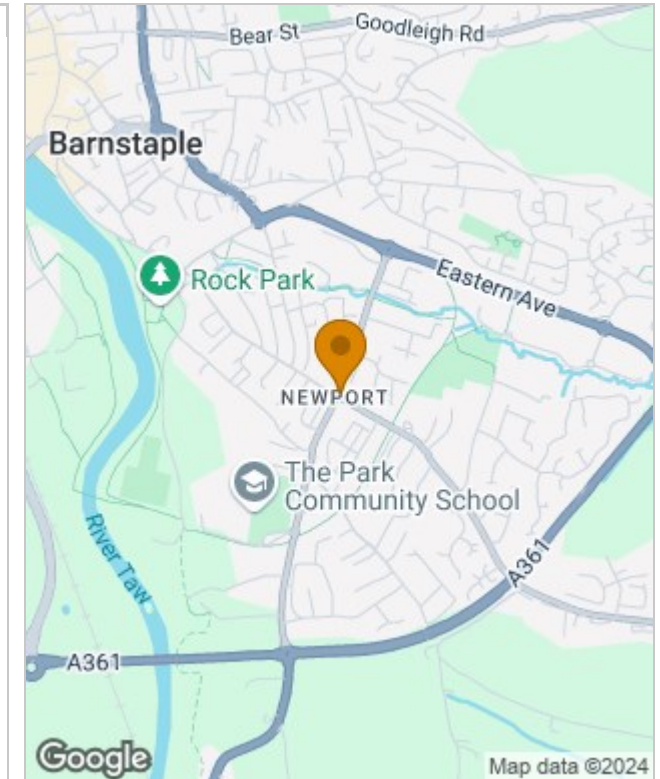 Bear St
Goodleigh Rd
Barnstaple
Rock Park
Eastern Ave
NEWPORT
The Park
Community School
River Taw
A361
A361
Google
Map data ©2024